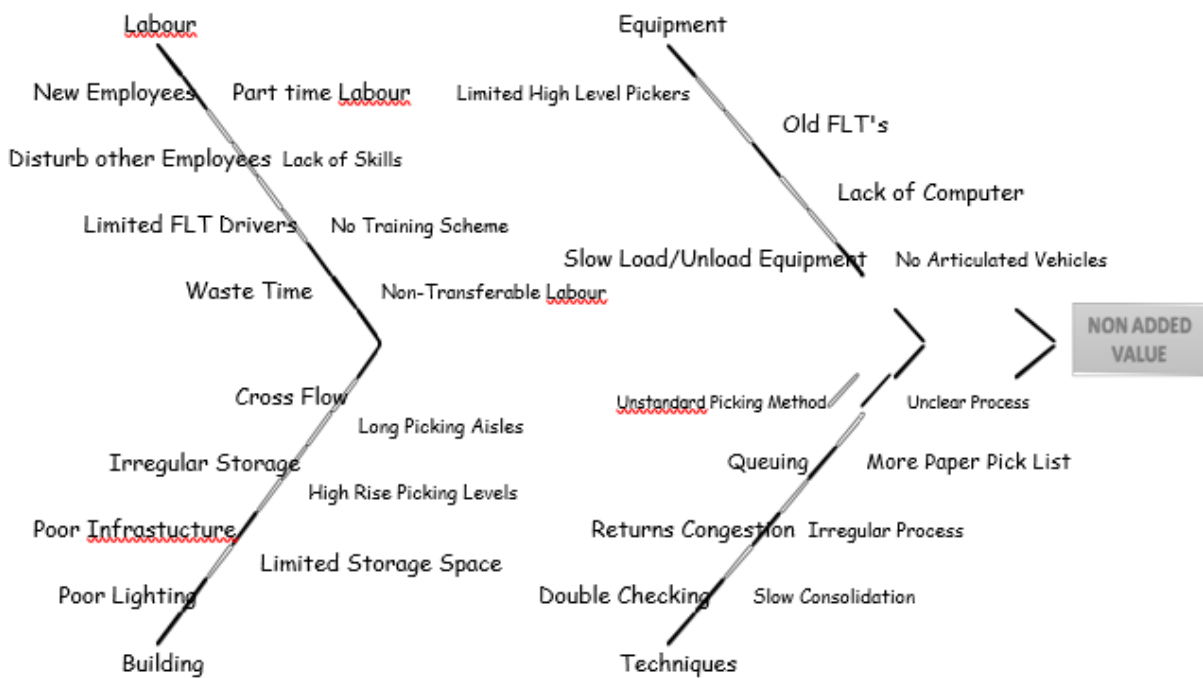 Labour
Equipment
New Employees
Part time Labour
Limited High Level Pickers
Old FLT's
Disturb other Employees
Lack of Skills
Lack of Computer
Limited FLT Drivers
No Training Scheme
Slow Load/Unload Equipment
No Articulated Vehicles
Waste Time
Non-Transferable Labour
NON ADDED
VALUE
Cross Flow
Unstandard Picking Method
Unclear Process
Long Picking Aisles
Irregular Storage
Queuing
More Paper Pick List
High Rise Picking Levels
Poor Infrastucture
Returns Congestion
Irregular Process
Limited Storage Space
Poor Lighting
Double Checking
Slow Consolidation
Building
Techniques